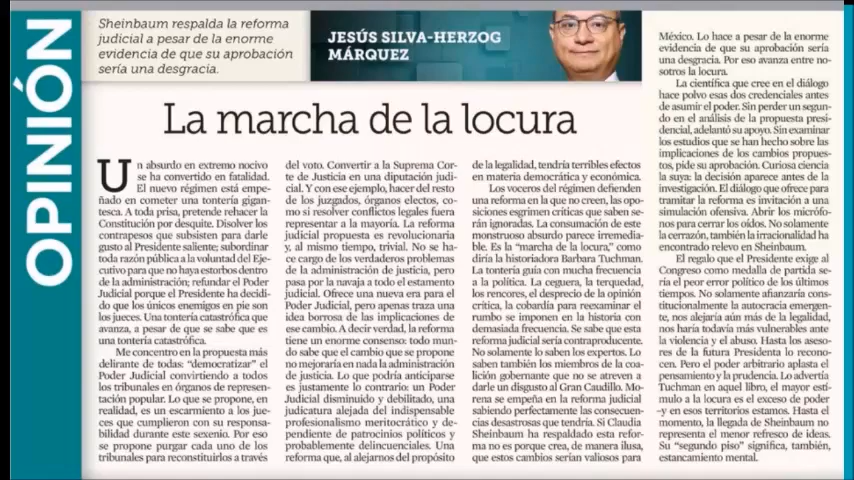 OPINIÓN
Sheinbaum respalda la reforma
judicial a pesar de la enorme
evidencia de que su aprobación
sería una desgracia.
JESÚS SILVA-HERZOG
MÁRQUEZ
La marcha de la locura
Un absurdo en extremo nocivo
se ha convertido en fatalidad.
El nuevo régimen está empe-
ñado en cometer una tontería gigan-
tesca. A toda prisa, pretende rehacer la
Constitución por desquite. Disolver los
contrapesos que subsisten para darle
gusto al Presidente saliente; subordinar
toda razón pública a la voluntad del Eje-
cutivo para que no haya estorbos dentro
de la administración; refundar el Poder
Judicial porque el Presidente ha decidi-
do que los únicos enemigos en pie son
los jueces. Una tontería catastrófica que
avanza, a pesar de que se sabe que es
una tontería catastrófica.
Me concentro en la propuesta más
delirante de todas: “democratizar” el
Poder Judicial convirtiendo a todos
los tribunales en órganos de represen-
tación popular. Lo que se propone, en
realidad, es un escarmiento a los jue-
ces que cumplieron con su responsa-
bilidad durante este sexenio. Por eso
se propone purgar cada uno de los
tribunales para reconstituirlos a través
del voto. Convertir a la Suprema Cor-
te de Justicia en una diputación judi-
cial. Y con ese ejemplo, hacer del resto
de los juzgados, órganos electos, co-
mo si resolver conflictos legales fuera
representar a la mayoría. La reforma
judicial propuesta es revolucionaria
y, al mismo tiempo, trivial. No se ha-
ce cargo de los verdaderos problemas
de la administración de justicia, pero
pasa por la navaja a todo el estamento
judicial. Ofrece una nueva era para el
Poder Judicial, pero apenas traza una
idea borrosa de las implicaciones de
ese cambio. A decir verdad, la reforma
tiene un enorme consenso: todo mun-
do sabe que el cambio que se propone
no mejoraría en nada la administración
de justicia. Lo que podría anticiparse
es justamente lo contrario: un Poder
Judicial disminuido y debilitado, una
judicatura alejada del indispensable
profesionalismo meritocrático y de-
pendiente de patrocinios políticos y
probablemente delincuenciales. Una
reforma que, al alejarnos del propósito
de la legalidad, tendría terribles efectos
en materia democrática y económica.
Los voceros del régimen defienden
una reforma en la que no creen, las opo-
siciones esgrimen críticas que saben se-
rán ignoradas. La consumación de este
monstruoso absurdo parece irremedia-
ble. Es la “marcha de la locura,” como
diría la historiadora Barbara Tuchman.
La tontería guía con mucha frecuencia
a la política. La ceguera, la terquedad,
los rencores, el desprecio de la opinión
crítica, la cobardía para reexaminar el
rumbo se imponen en la historia con
demasiada frecuencia. Se sabe que esta
reforma judicial sería contraproducente.
No solamente lo saben los expertos. Lo
saben también los miembros de la coa-
lición gobernante que no se atreven a
darle un disgusto al Gran Caudillo. Mo-
rena se empeña en la reforma judicial
sabiendo perfectamente las consecuen-
cias desastrosas que tendría. Si Claudia
Sheinbaum ha respaldado esta refor-
ma no es porque crea, de manera ilusa,
que estos cambios serían valiosos para
México. Lo hace a pesar de la enorme
evidencia de que su aprobación sería
una desgracia. Por eso avanza entre no-
sotros la locura.
La científica que cree en el diálogo
hace polvo esas dos credenciales antes
de asumir el poder. Sin perder un segun-
do en el análisis de la propuesta presi-
dencial, adelantó su apoyo. Sin examinar
los estudios que se han hecho sobre las
implicaciones de los cambios propues-
tos, pide su aprobación. Curiosa ciencia
la suya: la decisión aparece antes de la
investigación. El diálogo que ofrece para
tramitar la reforma es invitación a una
simulación ofensiva. Abrir los micrófo-
nos para cerrar los oídos. No solamente
la cerrazón, también la irracionalidad ha
encontrado relevo en Sheinbaum.
El regalo que el Presidente exige al
Congreso como medalla de partida se-
ría el peor error político de los últimos
tiempos. No solamente afianzaría cons-
titucionalmente la autocracia emergen-
te, nos alejaría aún más de la legalidad,
nos haría todavía más vulnerables ante
la violencia y el abuso. Hasta los aseso-
res de la futura Presidenta lo recono-
cen. Pero el poder arbitrario aplasta el
pensamiento y la prudencia. Lo advertía
Tuchman en aquel libro, el mayor estí-
mulo a la locura es el exceso de poder
-y en esos territorios estamos. Hasta el
momento, la llegada de Sheinbaum no
representa el menor refresco de ideas.
Su “segundo piso” significa, también,
estancamiento mental.